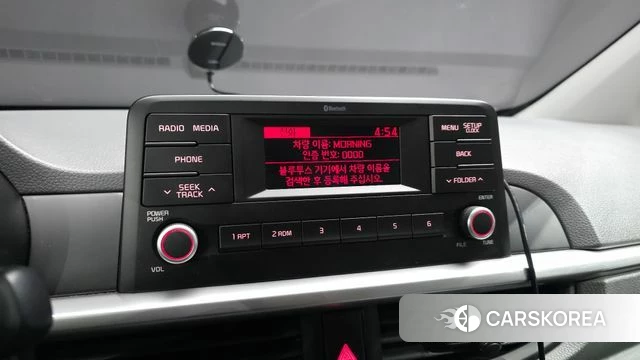 Bluetooth
RADIO MEDIA
전화 4:54
MENU SETUP
CLOCK
차량 이름: MORNING
인증 번호: 0000
PHONE
BACK
블루투스 기기에서 차량 이름을
검색한 후 등록해 주십시오.
SEEK
TRACK
FOLDER
POWER
PUSH
ENTER
1 RPT 2 RDM 3 4 5 6
VOL
FILE TUNE
CARSKOREA